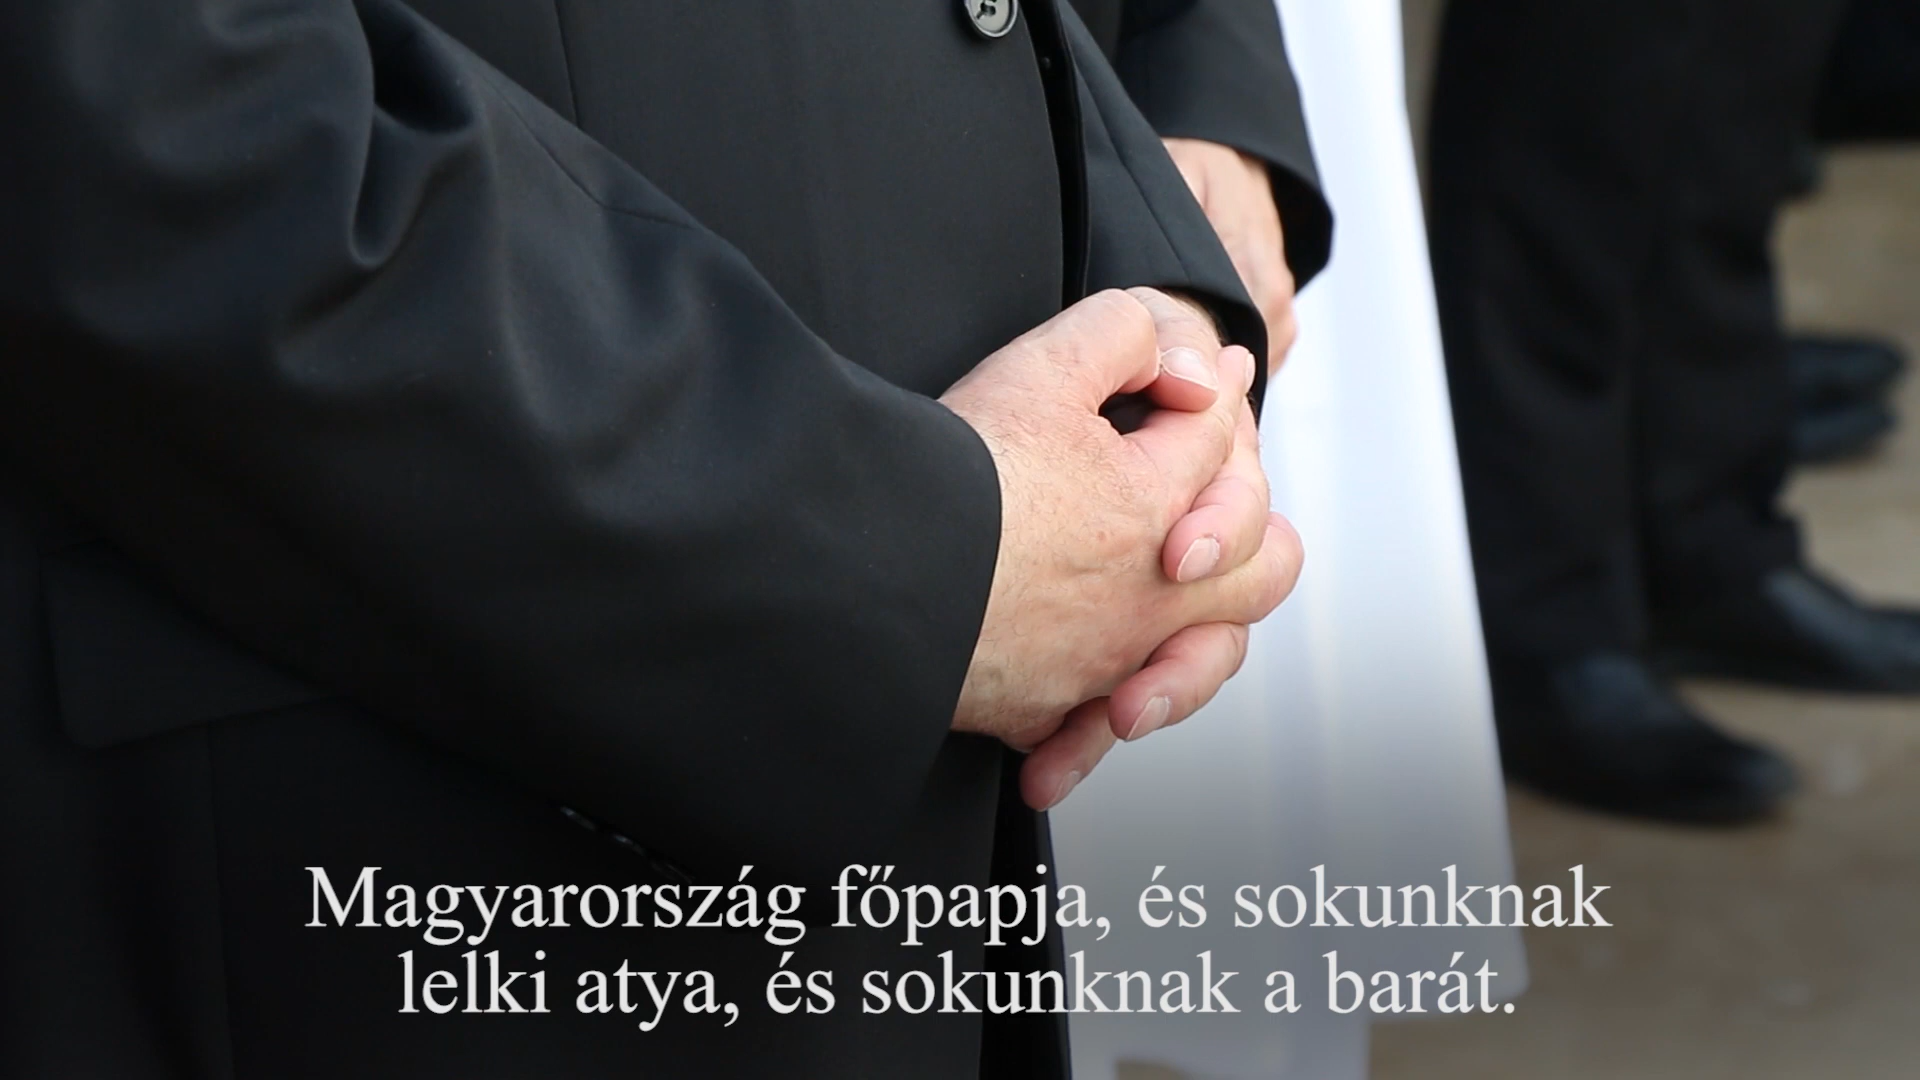 Magyarország főpapja, és sokunknak
lelki atya, és sokunknak a barát.